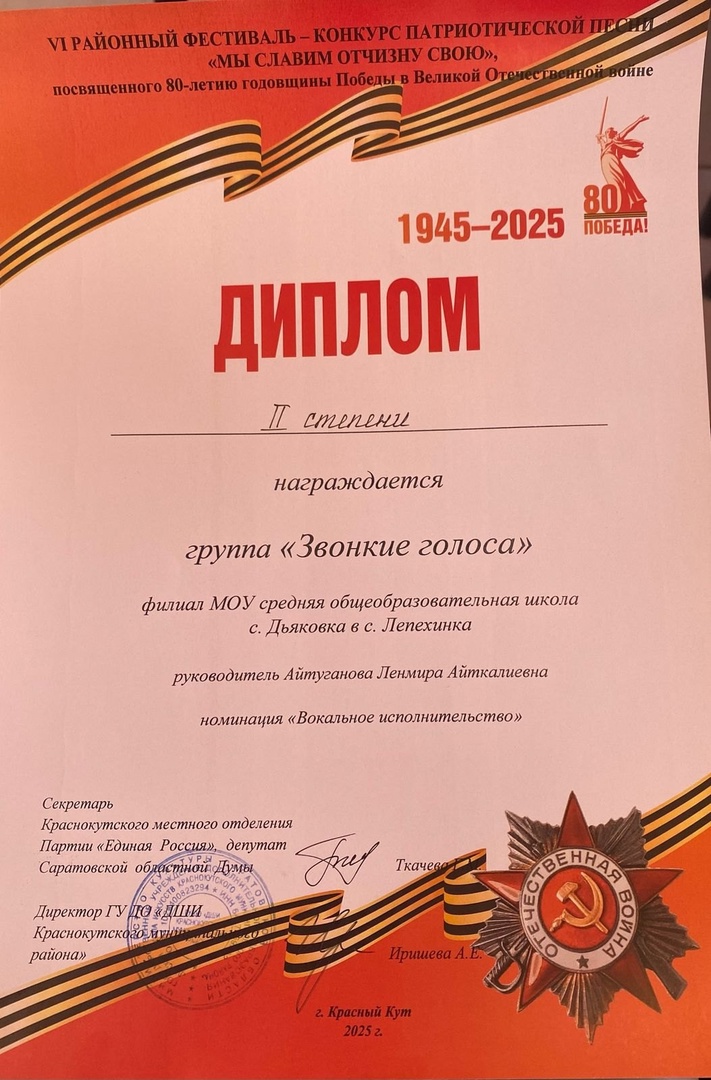 VI РАЙОННЫЙ ФЕСТИВАЛЬ – КОНКУРС ПАТРИОТИЧЕСКОЙ ПЕСНИ
«МЫ СЛАВИМ ОТЧИЗНУ СВОЮ»,
посвященного 80-летию годовщины Победы в Великой Отечественной войне
1945–2025
80
ПОБЕДА!
ДИПЛОМ
II степени
награждается
группа «Звонкие голоса»
филиал МОУ средняя общеобразовательная школа
с. Дьяковка в с. Лепехинка
руководитель Айтуганова Ленмира Айткалиевна
номинация «Вокальное исполнительство»
Секретарь
Краснокутского местного отделения
Партии «Единая Россия», депутат
Саратовской областной Думы
Ткачева
Директор ГУ ДО «ДШИ
Краснокутского муниципального
района»
Иришева А.Е.
ОТЕЧЕСТВЕННАЯ ВОЙНА
г. Красный Кут
2025 г.